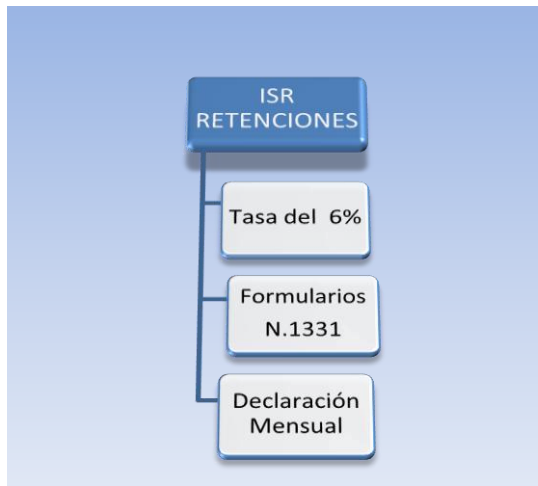 ISR
RETENCIONES
Tasa del 6%
Formularios
N.1331
Declaración
Mensual